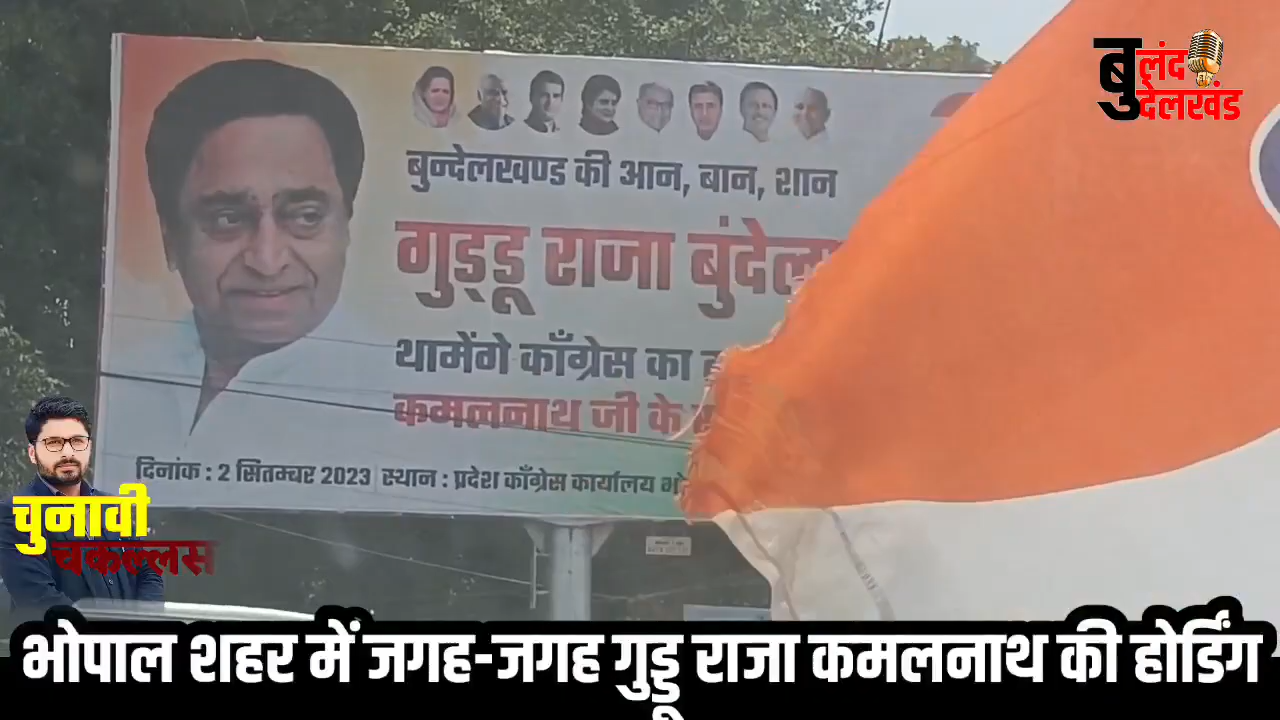 बुलंद
बुंदेलखंड
बुन्देलखण्ड की आन, बान, शान
गुड्डू राजा
थामेंगे काँग्रेस का
कमलनाथ जी के
दिनांक : 2 सितम्बर 2023 स्थान : प्रदेश काँग्रेस कार्यालय
चुनावी
चकल्लस
भोपाल शहर में जगह-जगह गुड्डू राजा कमलनाथ की होर्डिंग